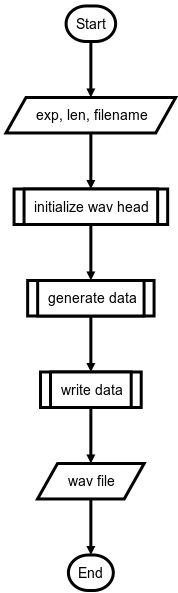 Start
exp, len, filename
initialize wav head
generate data
write data
wav file
End